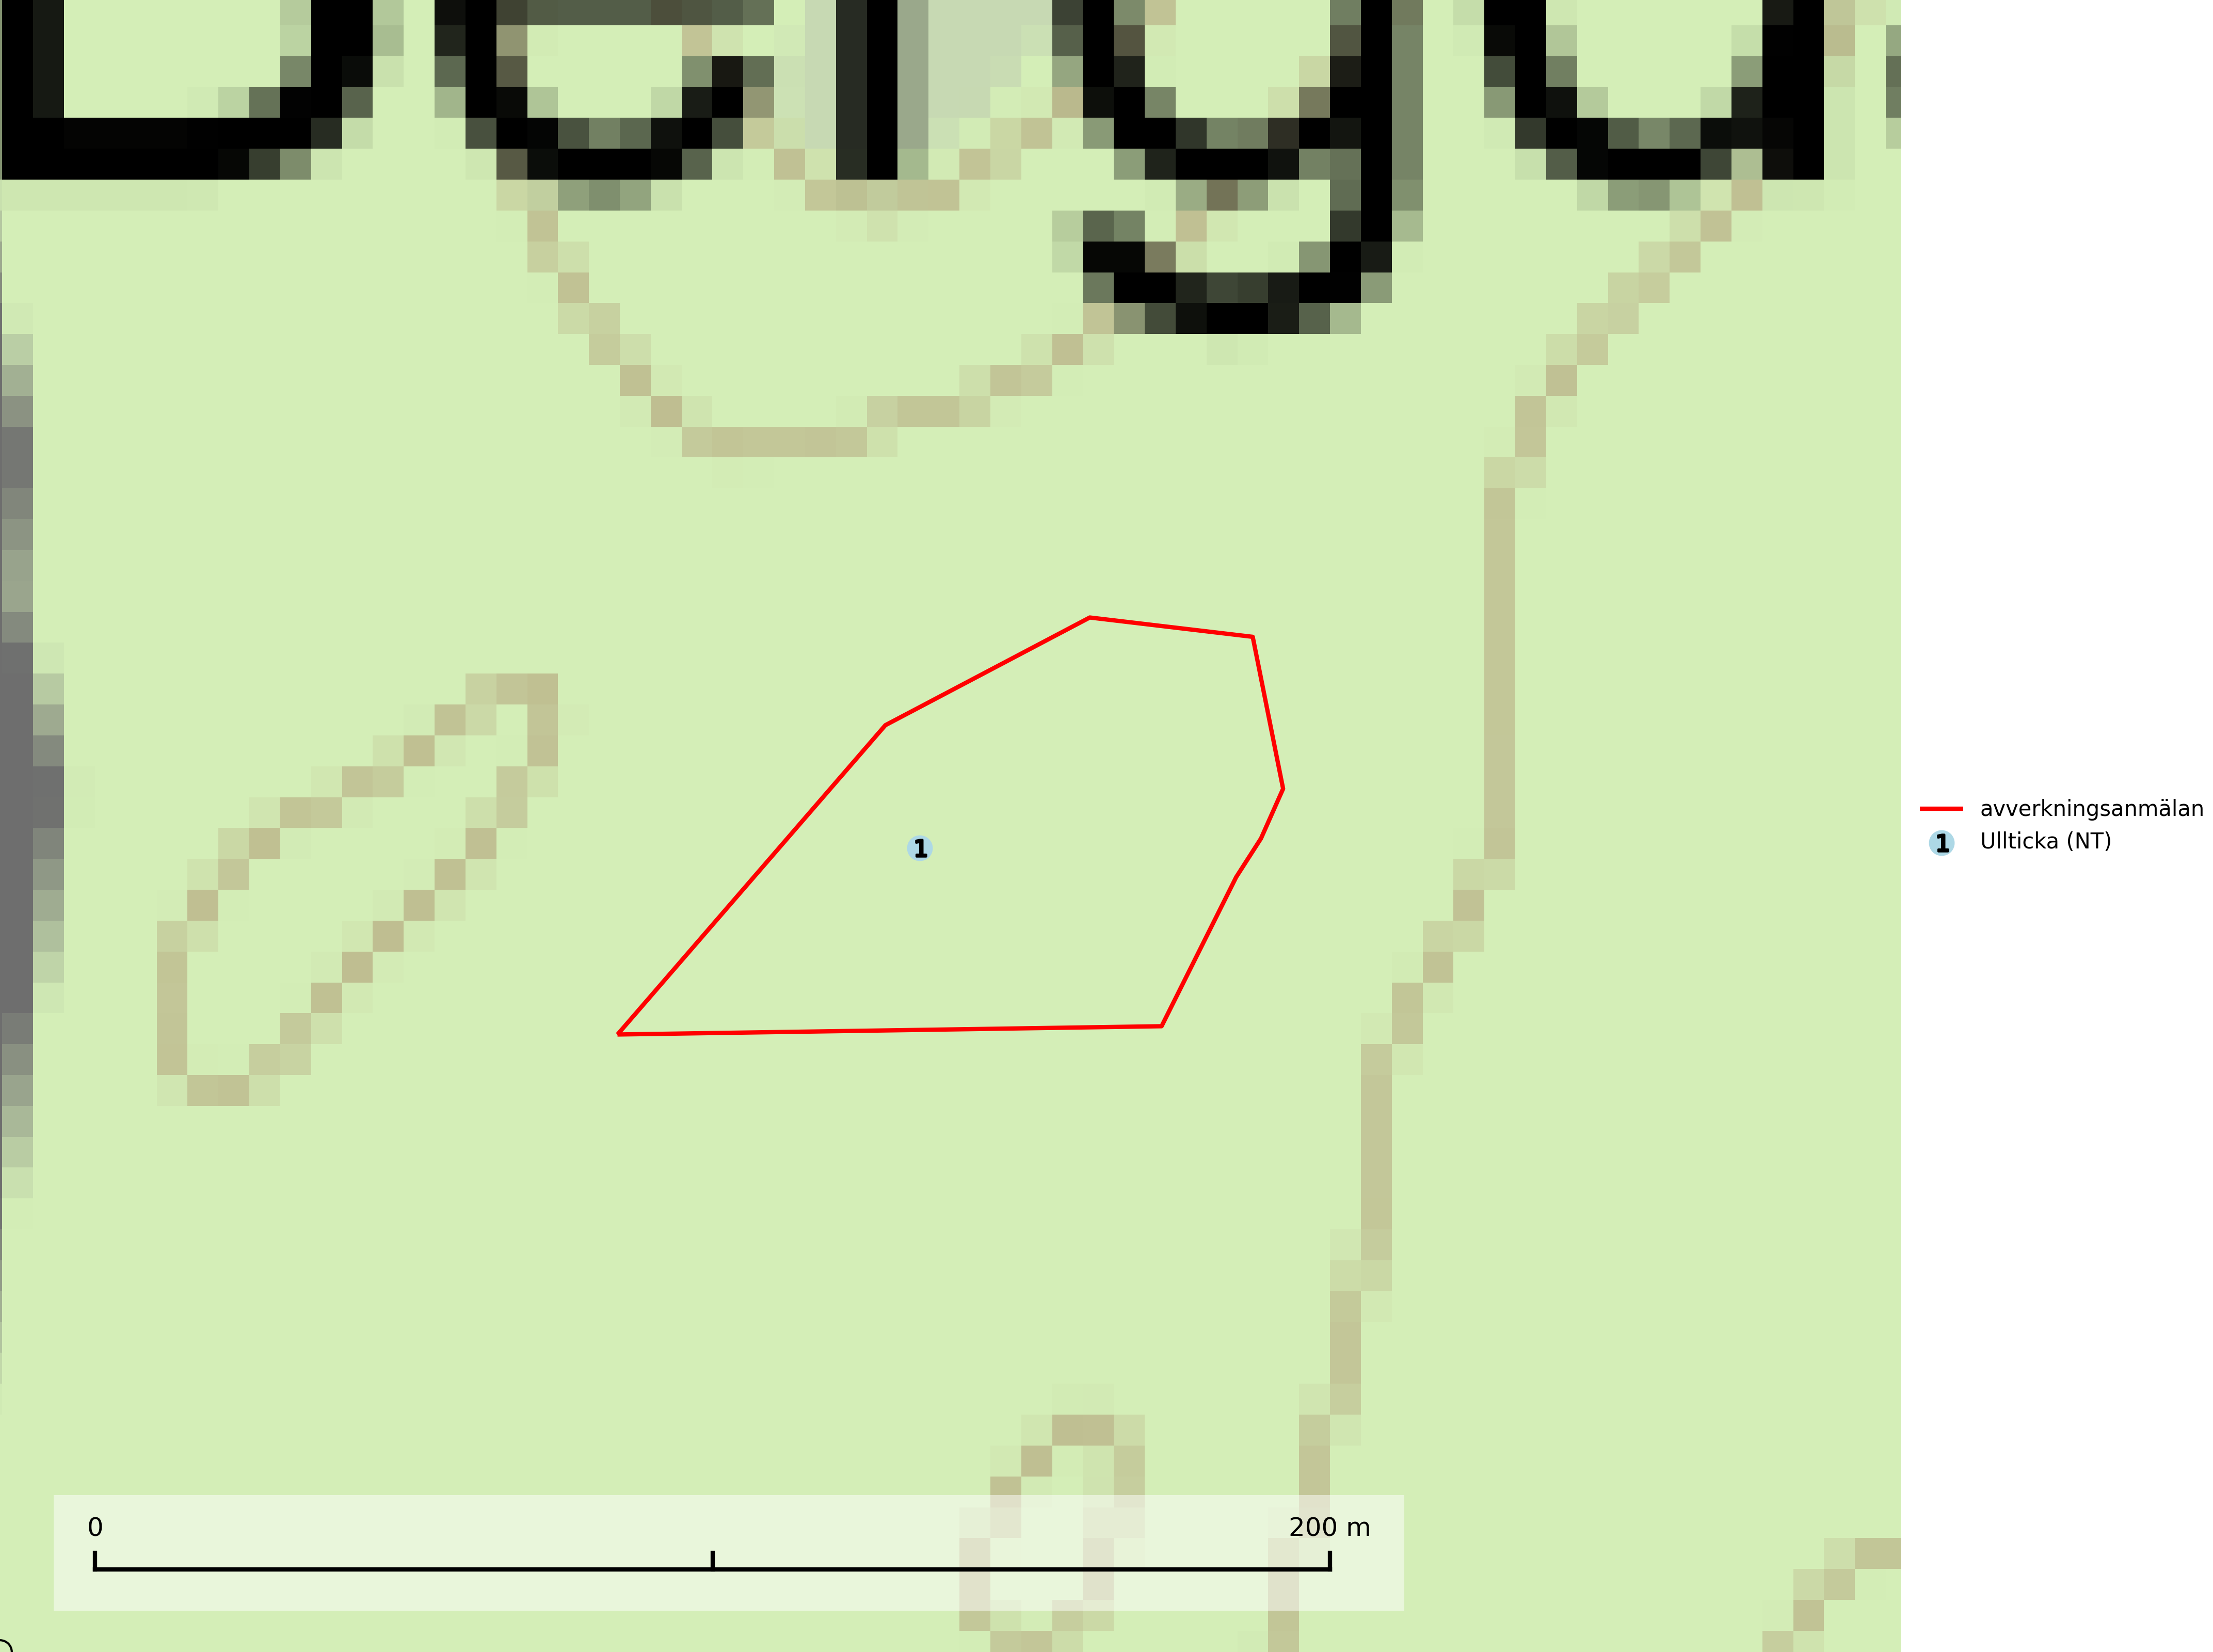 avverkningsanmälan
1
1 Ullticka (NT)
0 200 m